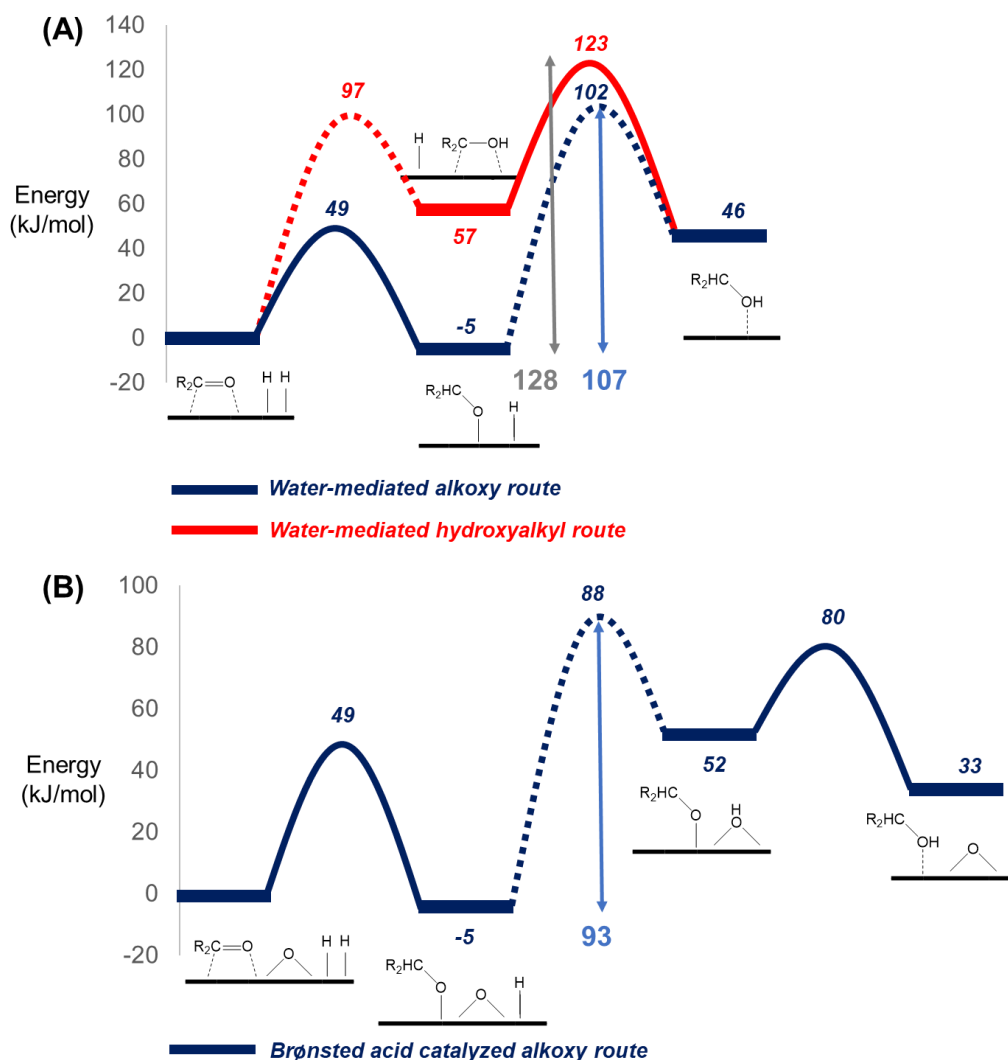 (A)
140
120
100
80
60
40
20
0
-20
Energy
(kJ/mol)
97
49
57
-5
123
102
46
128
107
H
R₂C—OH
R₂C=O
H H
R₂HC
O
H
R₂HC
OH
Water-mediated alkoxy route
Water-mediated hydroxyalkyl route
(B)
100
80
60
40
20
0
-20
Energy
(kJ/mol)
49
-5
88
93
52
80
33
R₂C=O
O
H H
R₂HC
O
O
H
R₂HC
O
H
O
R₂HC
OH
O
Brønsted acid catalyzed alkoxy route